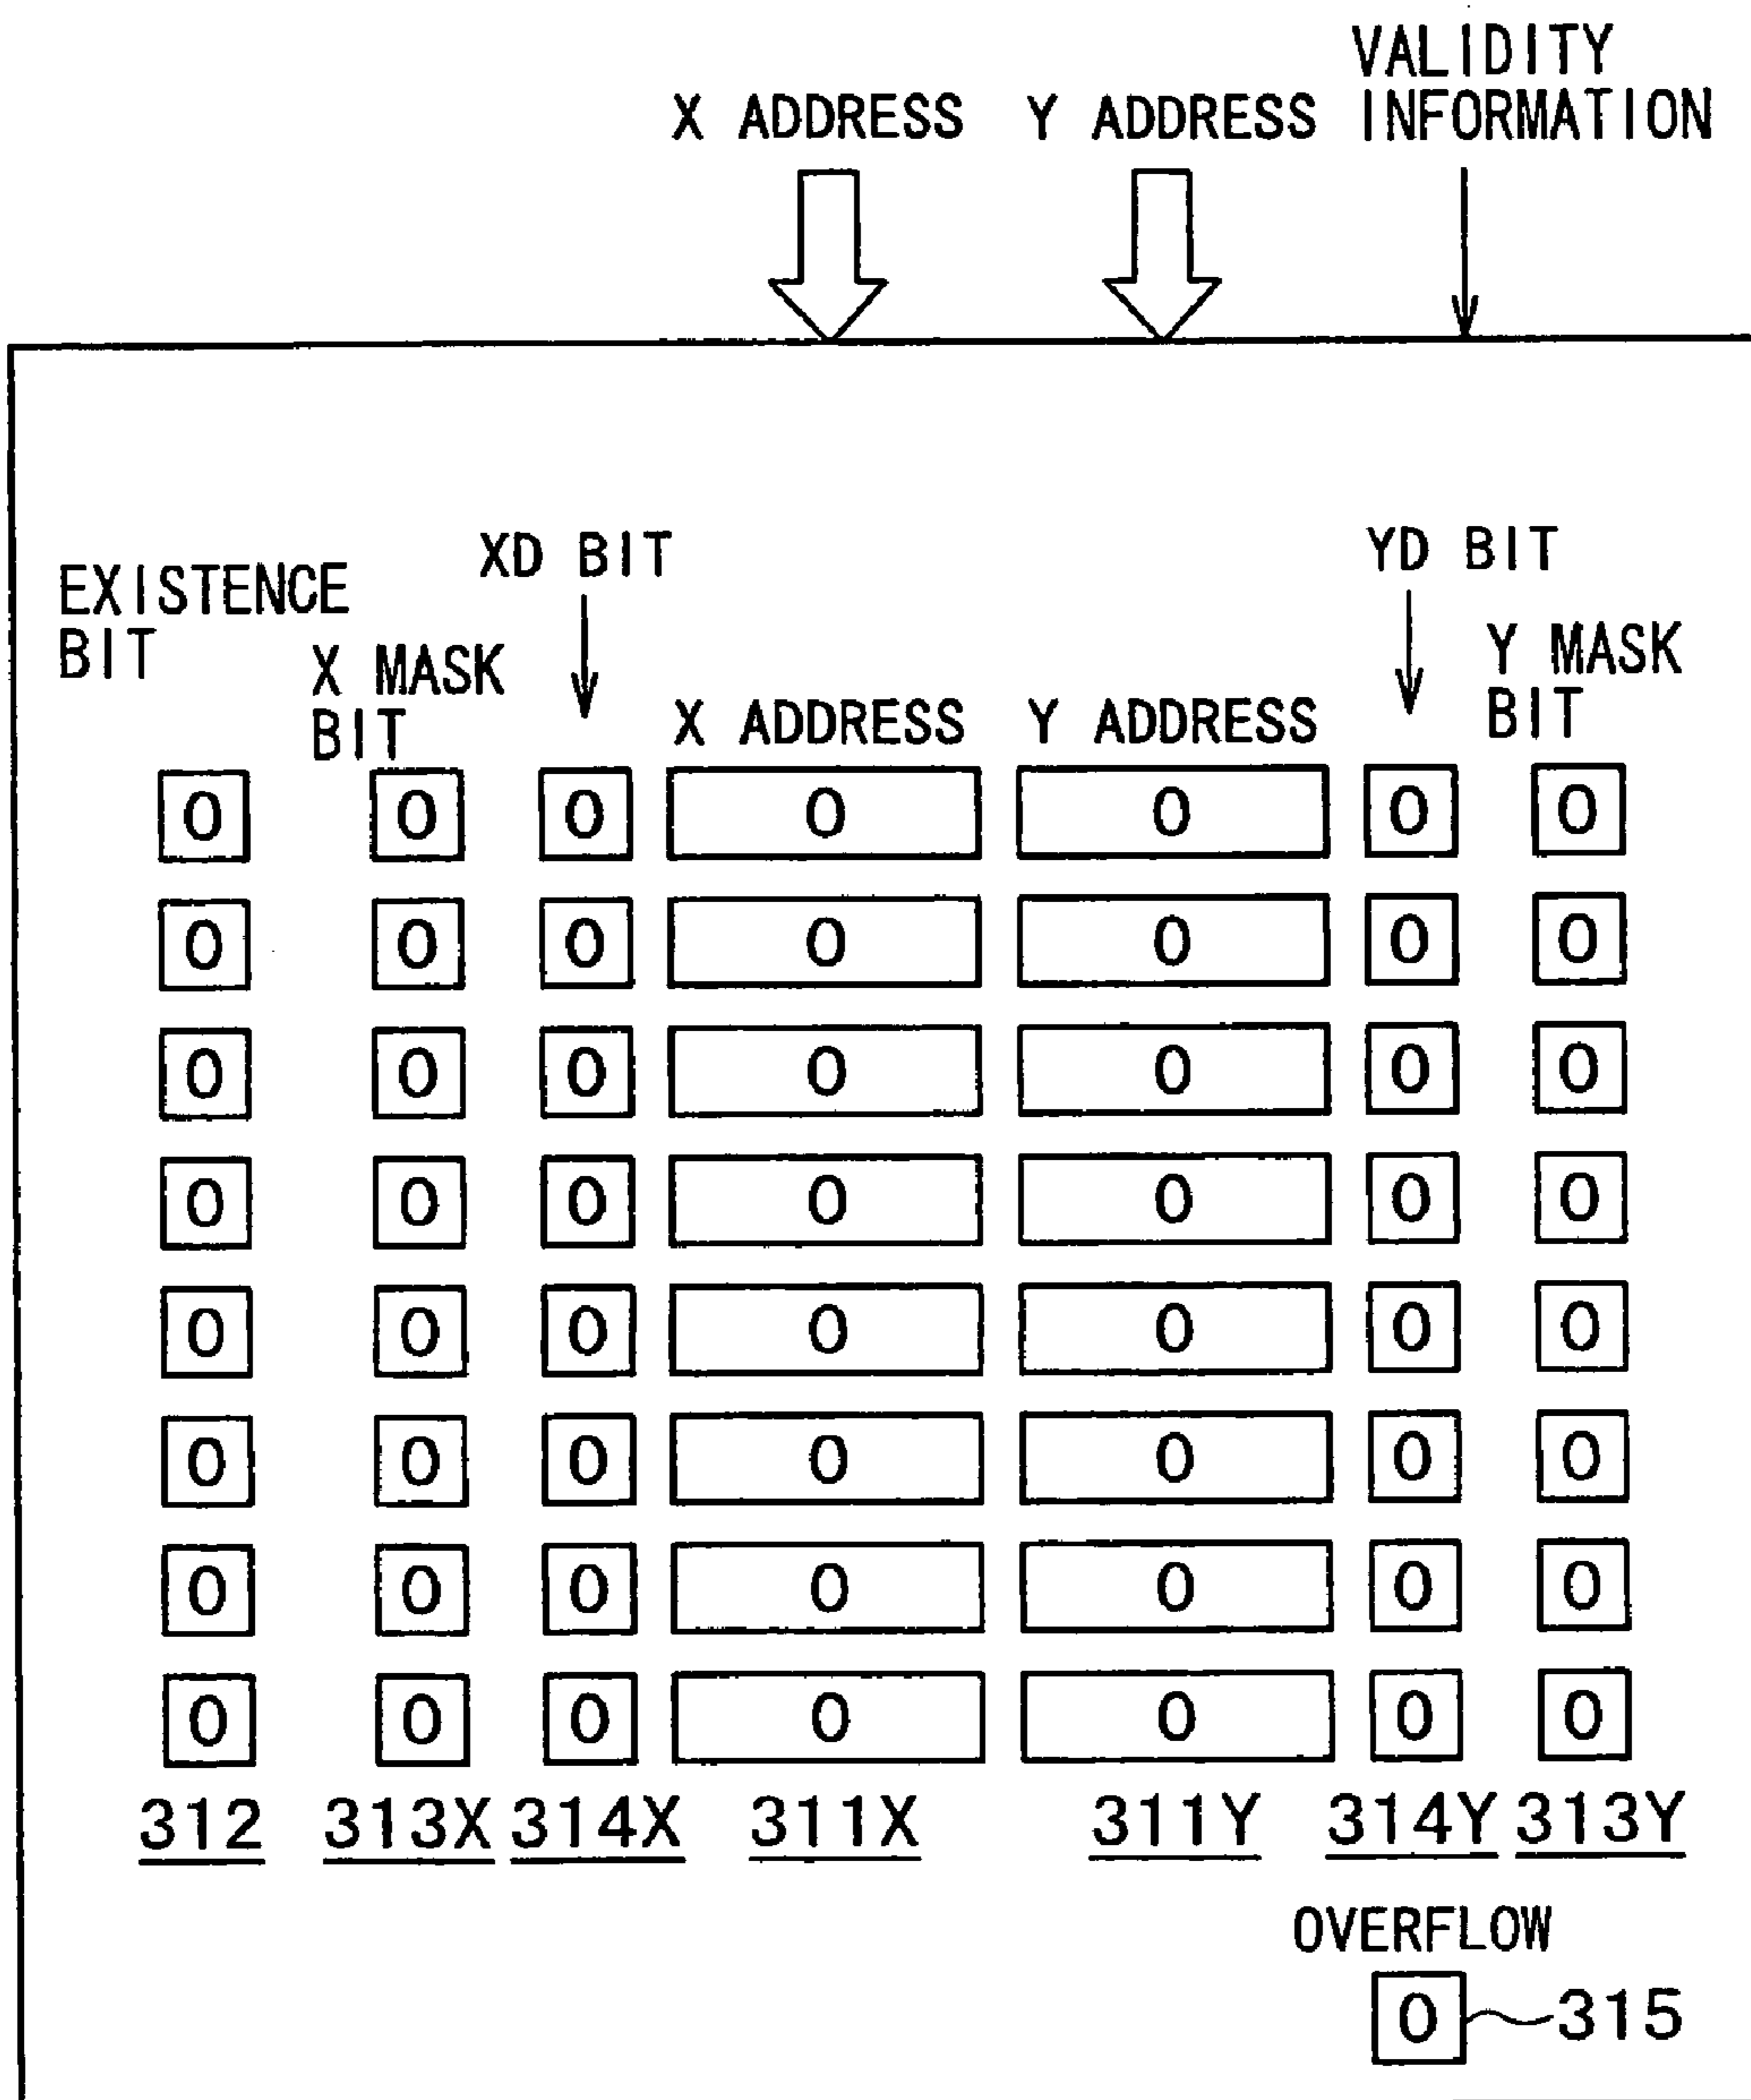 VALIDITY
X ADDRESS Y ADDRESS INFORMATION
XD BIT YD BIT
EXISTENCE
BIT
X MASK
BIT
Y MASK
BIT
X ADDRESS Y ADDRESS
0 0 0 0 0 0 0
0 0 0 0 0 0 0
0 0 0 0 0 0 0
0 0 0 0 0 0 0
0 0 0 0 0 0 0
0 0 0 0 0 0 0
0 0 0 0 0 0 0
0 0 0 0 0 0 0
312 313X 314X 311X 311Y 314Y 313Y
OVERFLOW
0 315